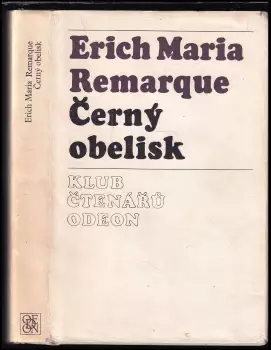 Erich Maria Remarque
Černý obelisk
Erich Maria
Remarque
Černý
obelisk
KLUB
ČTENÁŘŮ
ODEON